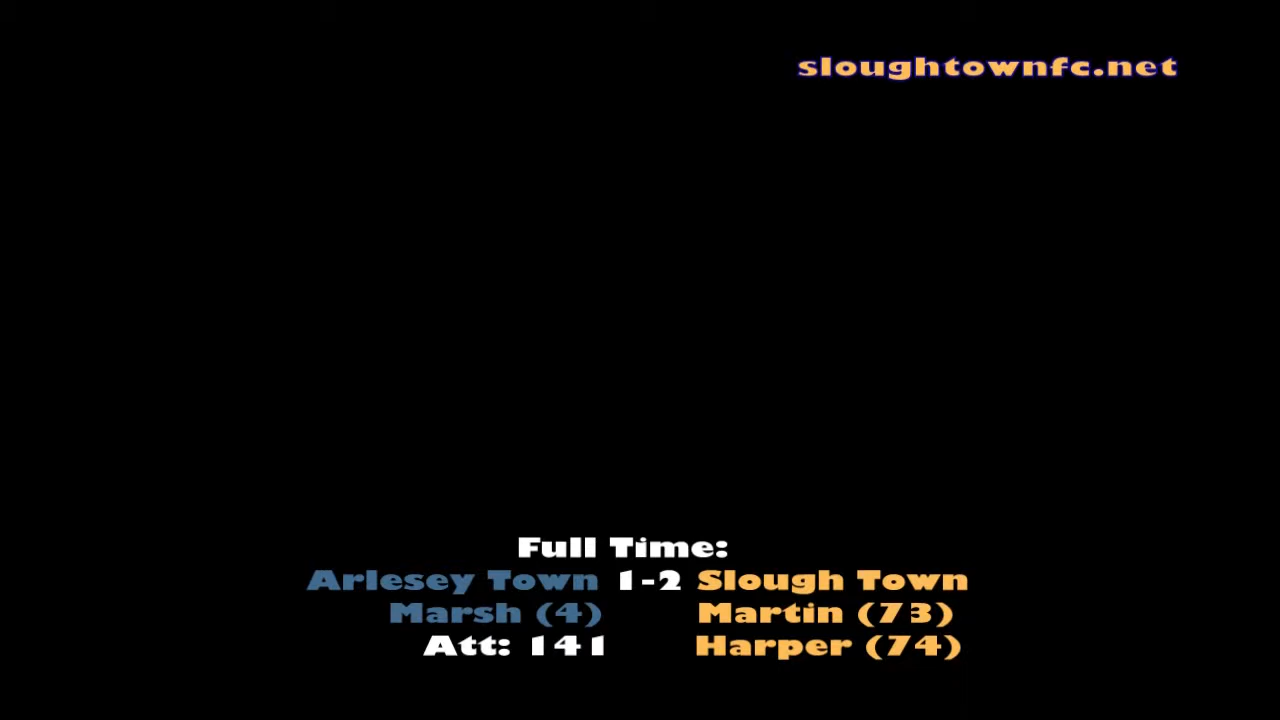 sloughtownfc.net
Full Time:
Arlesey Town 1-2 Slough Town
Marsh (4) Martin (73)
Att: 141 Harper (74)